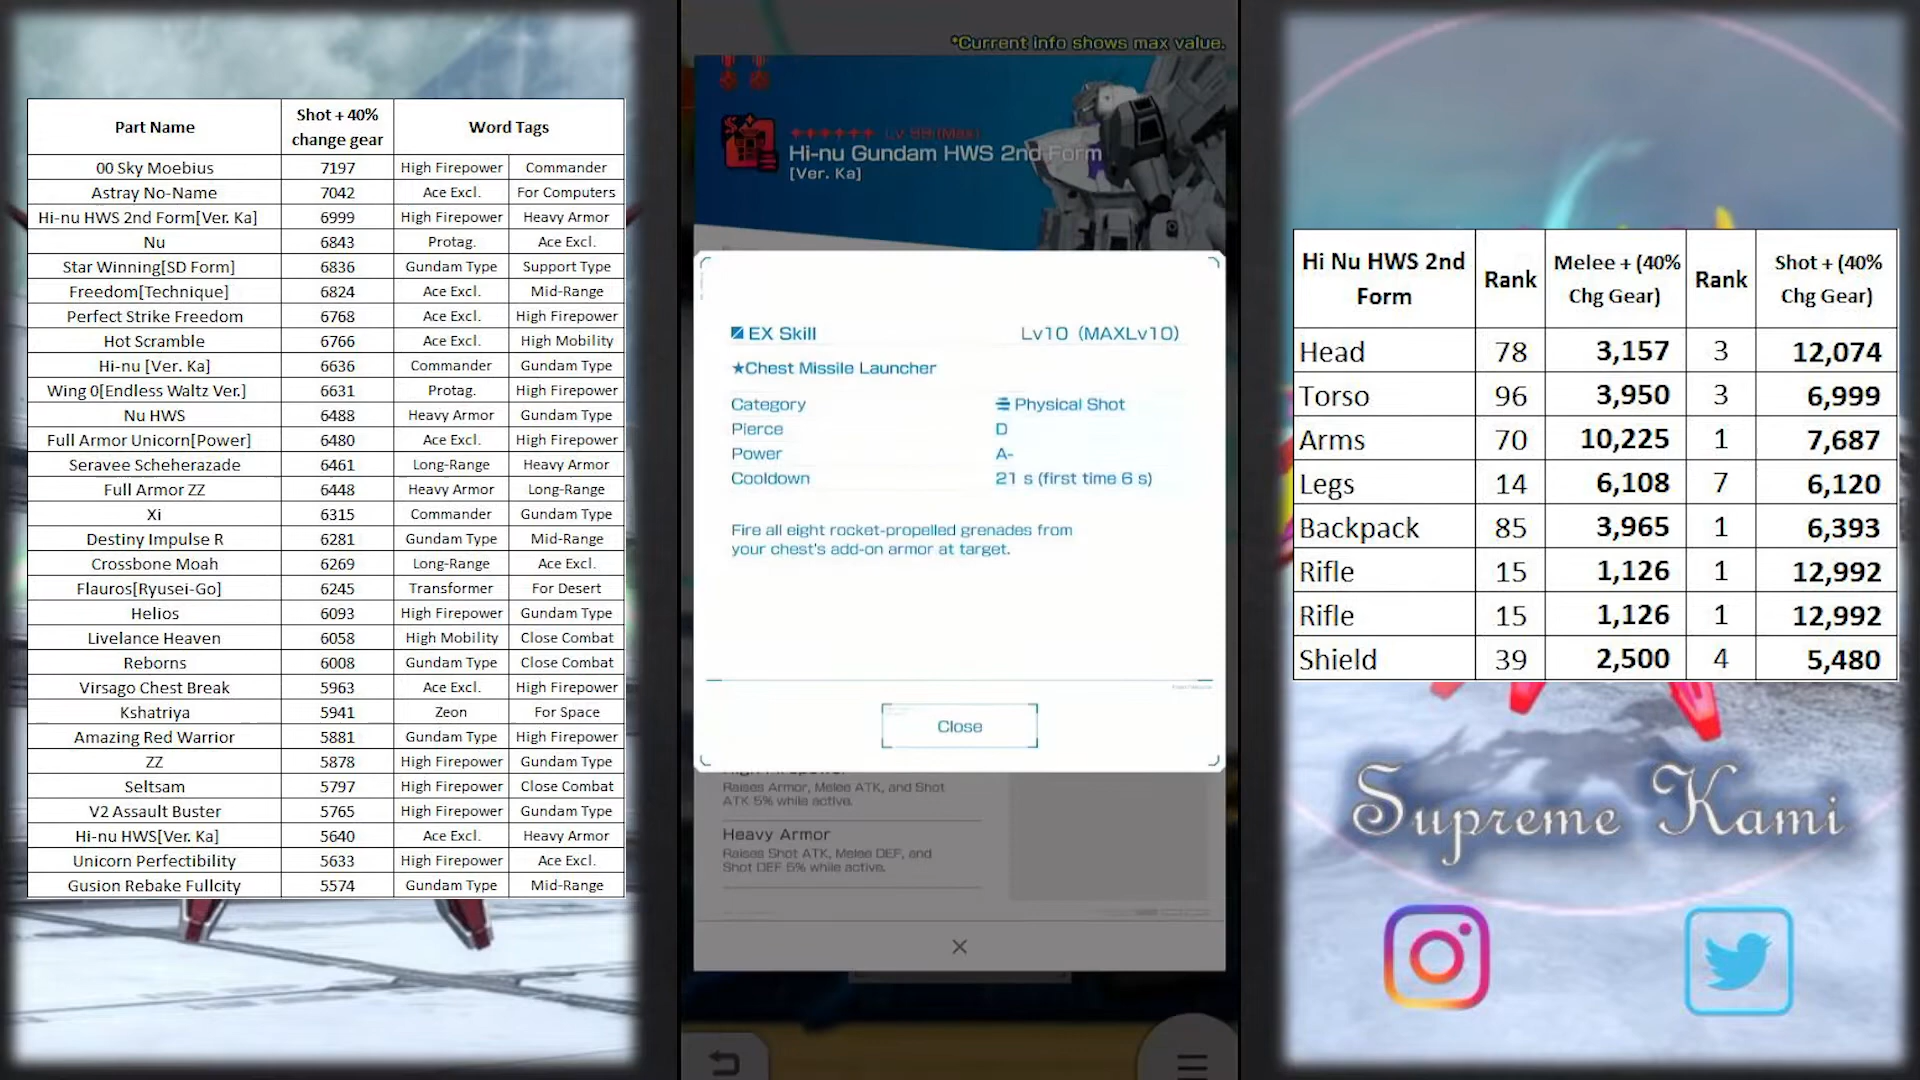 Part Name Shot + 40% change gear Word Tags
00 Sky Moebius 7197 High Firepower Commander
Astray No-Name 7042 Ace Excl. For Computers
Hi-nu HWS 2nd Form[Ver. Ka] 6999 High Firepower Heavy Armor
Nu 6843 Protag. Ace Excl.
Star Winning[SD Form] 6836 Gundam Type Support Type
Freedom[Technique] 6824 Ace Excl. Mid-Range
Perfect Strike Freedom 6768 Ace Excl. High Firepower
Hot Scramble 6766 Ace Excl. High Mobility
Hi-nu [Ver. Ka] 6636 Commander Gundam Type
Wing 0[Endless Waltz Ver.] 6631 Protag. High Firepower
Nu HWS 6488 Heavy Armor Gundam Type
Full Armor Unicorn[Power] 6480 Ace Excl. High Firepower
Seravee Scheherazade 6461 Long-Range Heavy Armor
Full Armor ZZ 6448 Heavy Armor Long-Range
Xi 6315 Commander Gundam Type
Destiny Impulse R 6281 Gundam Type Mid-Range
Crossbone Moah 6269 Long-Range Ace Excl.
Flauros[Ryusei-Go] 6245 Transformer For Desert
Helios 6093 High Firepower Gundam Type
Livelance Heaven 6058 High Mobility Close Combat
Reborns 6008 Gundam Type Close Combat
Virsago Chest Break 5963 Ace Excl. High Firepower
Kshatriya 5941 Zeon For Space
Amazing Red Warrior 5881 Gundam Type High Firepower
ZZ 5878 High Firepower Gundam Type
Seltsam 5797 High Firepower Close Combat
V2 Assault Buster 5765 High Firepower Gundam Type
Hi-nu HWS[Ver. Ka] 5640 Ace Excl. Heavy Armor
Unicorn Perfectibility 5633 High Firepower Ace Excl.
Gusion Rebake Fullcity 5574 Gundam Type Mid-Range
*Current info shows max value.
Lv.99(Max)
Hi-nu Gundam HWS 2nd Form
[Ver. Ka]
EX Skill Lv10 (MAXLv10)
★Chest Missile Launcher
Category Physical Shot
Pierce D
Power A-
Cooldown 21 s (first time 6 s)
Fire all eight rocket-propelled grenades from
your chest's add-on armor at target.
Close
High Firepower
Raises Armor, Melee ATK, and Shot
ATK 5% while active.
Heavy Armor
Raises Shot ATK, Melee DEF, and
Shot DEF 5% while active.
Hi Nu HWS 2nd Form Rank Melee + (40% Chg Gear) Rank Shot + (40% Chg Gear)
Head 78 3,157 3 12,074
Torso 96 3,950 3 6,999
Arms 70 10,225 1 7,687
Legs 14 6,108 7 6,120
Backpack 85 3,965 1 6,393
Rifle 15 1,126 1 12,992
Rifle 15 1,126 1 12,992
Shield 39 2,500 4 5,480
Supreme Kami